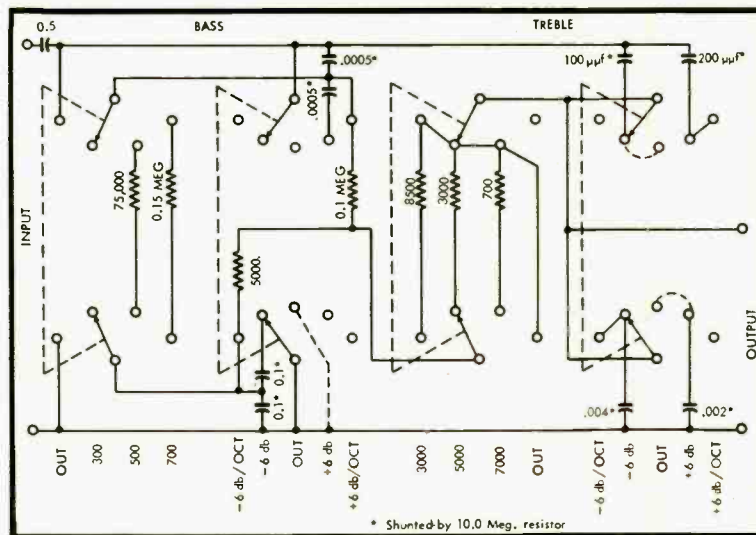 BASS
TREBLE
0.5
.0005*
.0005*
100 µµf*
200 µµf*
INPUT
75,000
0.15 MEG
0.1 MEG
8500
3000
700
5000.
OUTPUT
0.1*
0.1*
.004*
.002*
OUT
300
500
700
-6 db/OCT
-6 db
OUT
+6 db
+6 db/OCT
3000
5000
7000
OUT
-6 db/OCT
-6 db
OUT
+6 db
+6 db/OCT
* Shunted by 10.0 Meg. resistor